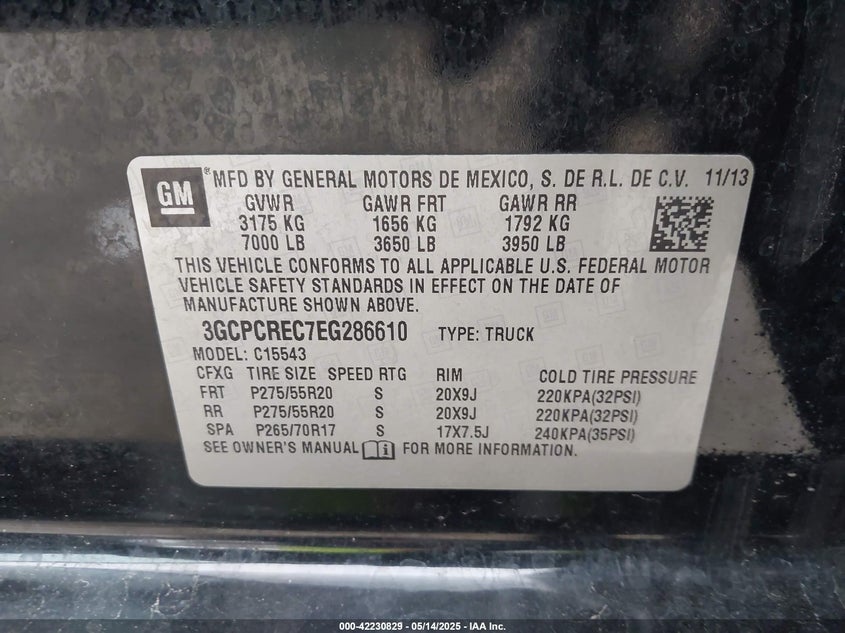 GM ® MFD BY GENERAL MOTORS DE MEXICO, S. DE R.L. DE C.V. 11/13
GVWR GAWR FRT GAWR RR
3175 KG 1656 KG 1792 KG
7000 LB 3650 LB 3950 LB
THIS VEHICLE CONFORMS TO ALL APPLICABLE U.S. FEDERAL MOTOR
VEHICLE SAFETY STANDARDS IN EFFECT ON THE DATE OF
MANUFACTURE SHOWN ABOVE.
3GCPCREC7EG286610 TYPE: TRUCK
MODEL: C15543
CFXG TIRE SIZE SPEED RTG RIM COLD TIRE PRESSURE
FRT P275/55R20 S 20X9J 220KPA(32PSI)
RR P275/55R20 S 20X9J 220KPA(32PSI)
SPA P265/70R17 S 17X7.5J 240KPA(35PSI)
SEE OWNER'S MANUAL FOR MORE INFORMATION.
000-42230829 - 05/14/2025 - IAA Inc.